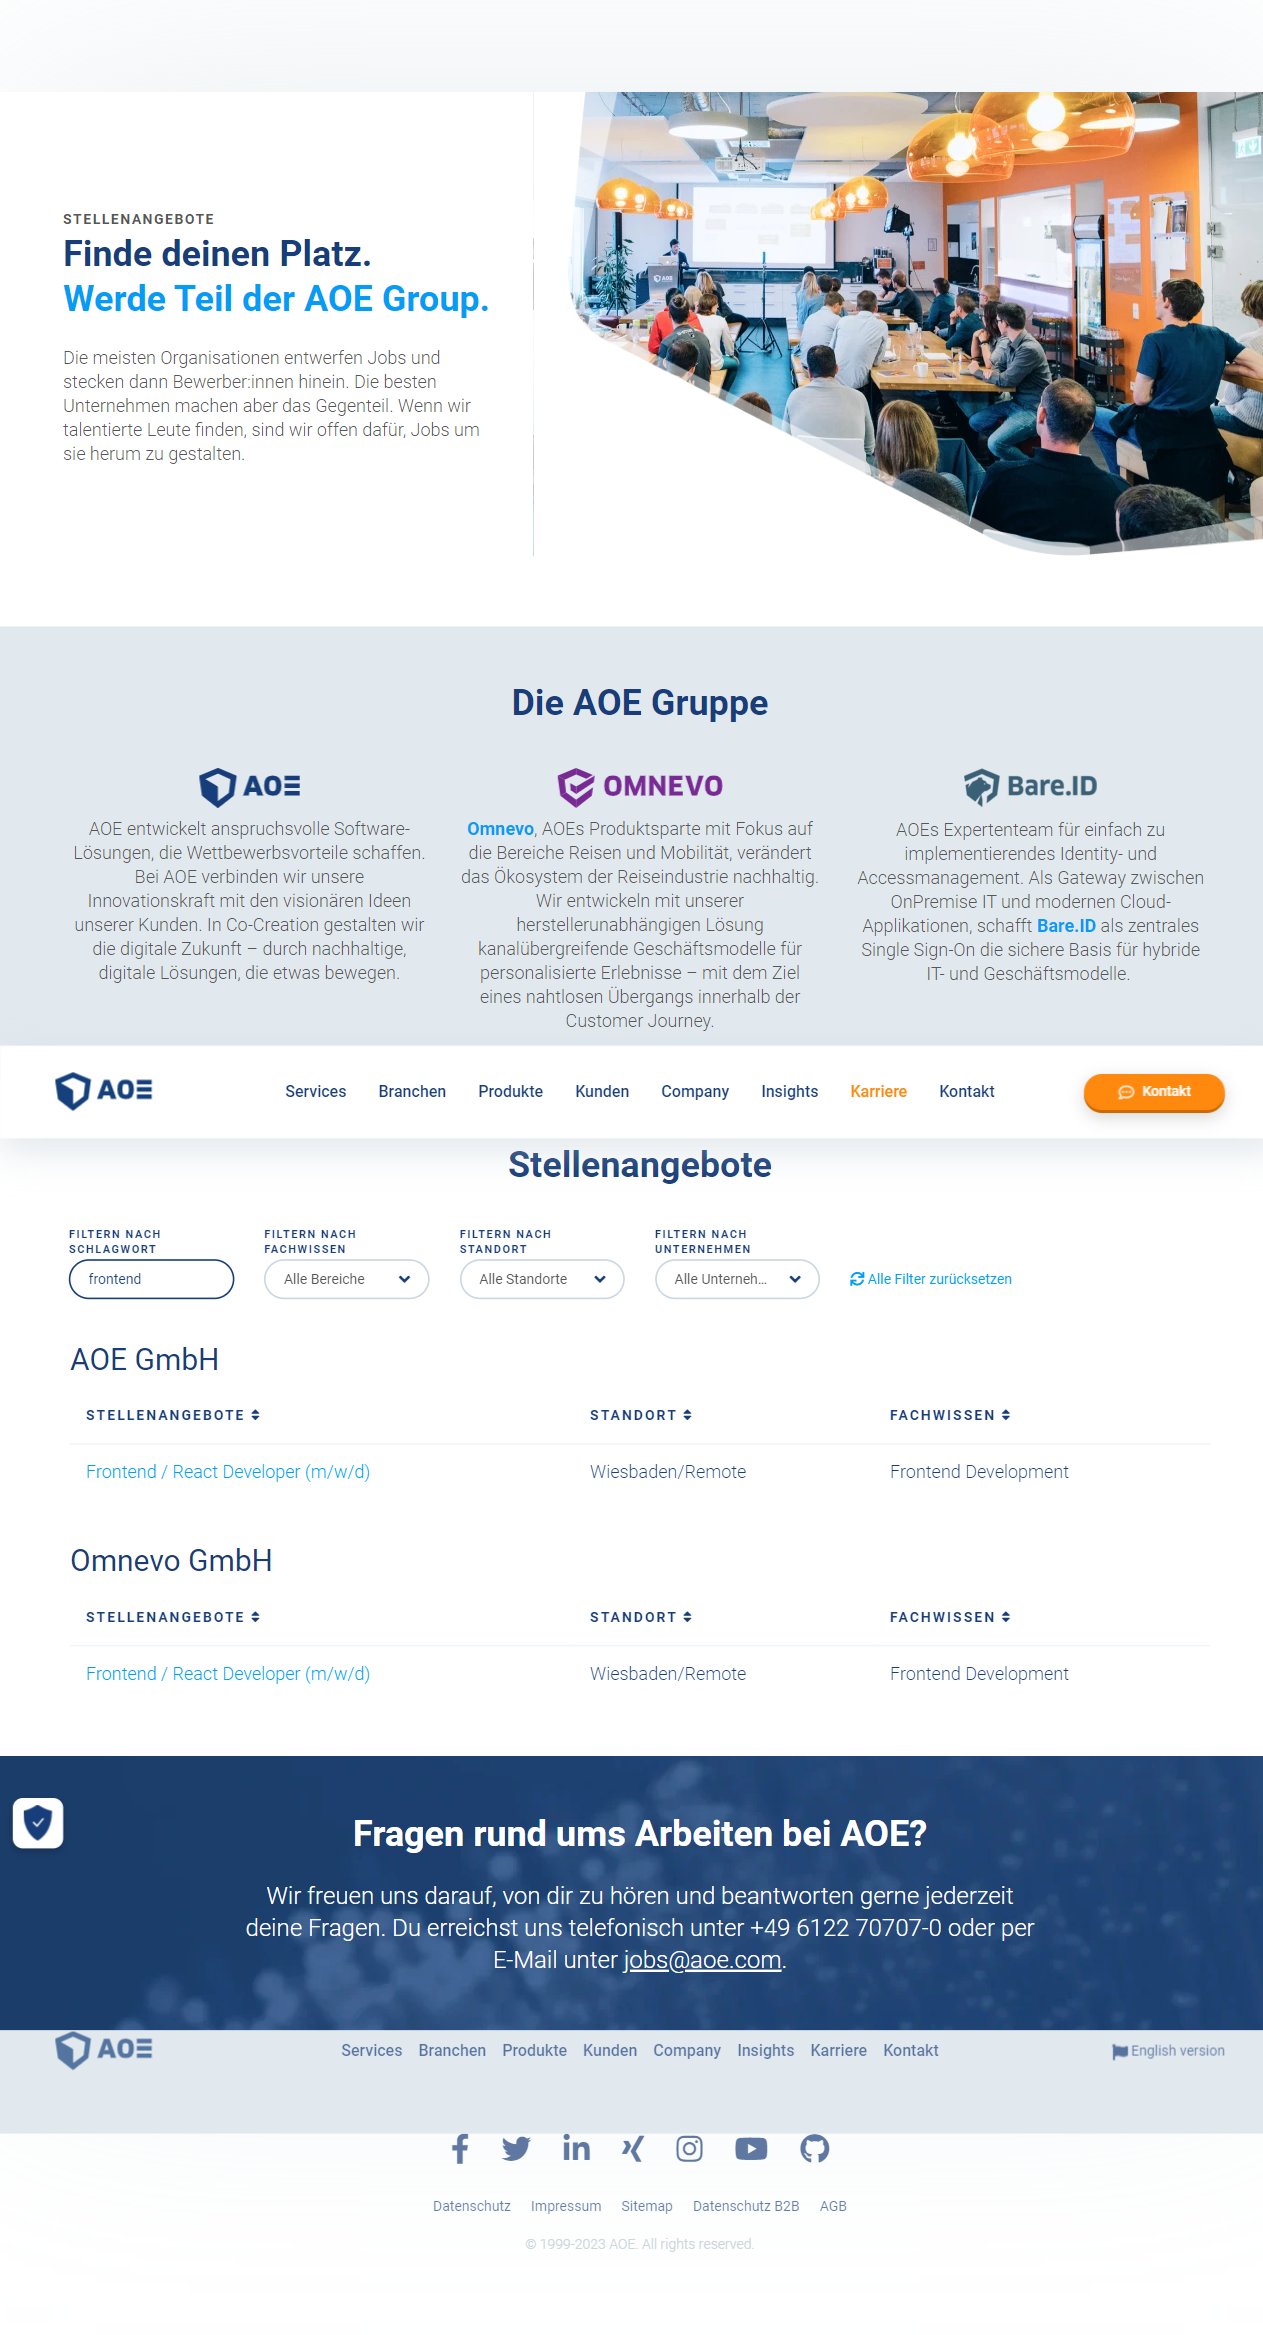 STELLENANGEBOTE
Finde deinen Platz.
Werde Teil der AOE Group.
Die meisten Organisationen entwerfen Jobs und
stecken dann Bewerber:innen hinein. Die besten
Unternehmen machen aber das Gegenteil. Wenn wir
talentierte Leute finden, sind wir offen dafür, Jobs um
sie herum zu gestalten.
AOE
Die AOE Gruppe
AOE
AOE entwickelt anspruchsvolle Software-
Lösungen, die Wettbewerbsvorteile schaffen.
Bei AOE verbinden wir unsere
Innovationskraft mit den visionären Ideen
unserer Kunden. In Co-Creation gestalten wir
die digitale Zukunft – durch nachhaltige,
digitale Lösungen, die etwas bewegen.
OMNEVO
Omnevo, AOEs Produktsparte mit Fokus auf
die Bereiche Reisen und Mobilität, verändert
das Ökosystem der Reiseindustrie nachhaltig.
Wir entwickeln mit unserer
herstellerunabhängigen Lösung
kanalübergreifende Geschäftsmodelle für
personalisierte Erlebnisse – mit dem Ziel
eines nahtlosen Übergangs innerhalb der
Customer Journey.
Bare.ID
AOEs Expertenteam für einfach zu
implementierendes Identity- und
Accessmanagement. Als Gateway zwischen
OnPremise IT und modernen Cloud-
Applikationen, schafft Bare.ID als zentrales
Single Sign-On die sichere Basis für hybride
IT- und Geschäftsmodelle.
AOE Services Branchen Produkte Kunden Company Insights Karriere Kontakt Kontakt
Stellenangebote
FILTERN NACH
SCHLAGWORT
frontend
FILTERN NACH
FACHWISSEN
Alle Bereiche
FILTERN NACH
STANDORT
Alle Standorte
FILTERN NACH
UNTERNEHMEN
Alle Unterneh...
Alle Filter zurücksetzen
AOE GmbH
STELLENANGEBOTE STANDORT FACHWISSEN
Frontend / React Developer (m/w/d) Wiesbaden/Remote Frontend Development
Omnevo GmbH
STELLENANGEBOTE STANDORT FACHWISSEN
Frontend / React Developer (m/w/d) Wiesbaden/Remote Frontend Development
Fragen rund ums Arbeiten bei AOE?
Wir freuen uns darauf, von dir zu hören und beantworten gerne jederzeit
deine Fragen. Du erreichst uns telefonisch unter +49 6122 70707-0 oder per
E-Mail unter jobs@aoe.com.
AOE Services Branchen Produkte Kunden Company Insights Karriere Kontakt English version
Datenschutz Impressum Sitemap Datenschutz B2B AGB
© 1999-2023 AOE. All rights reserved.